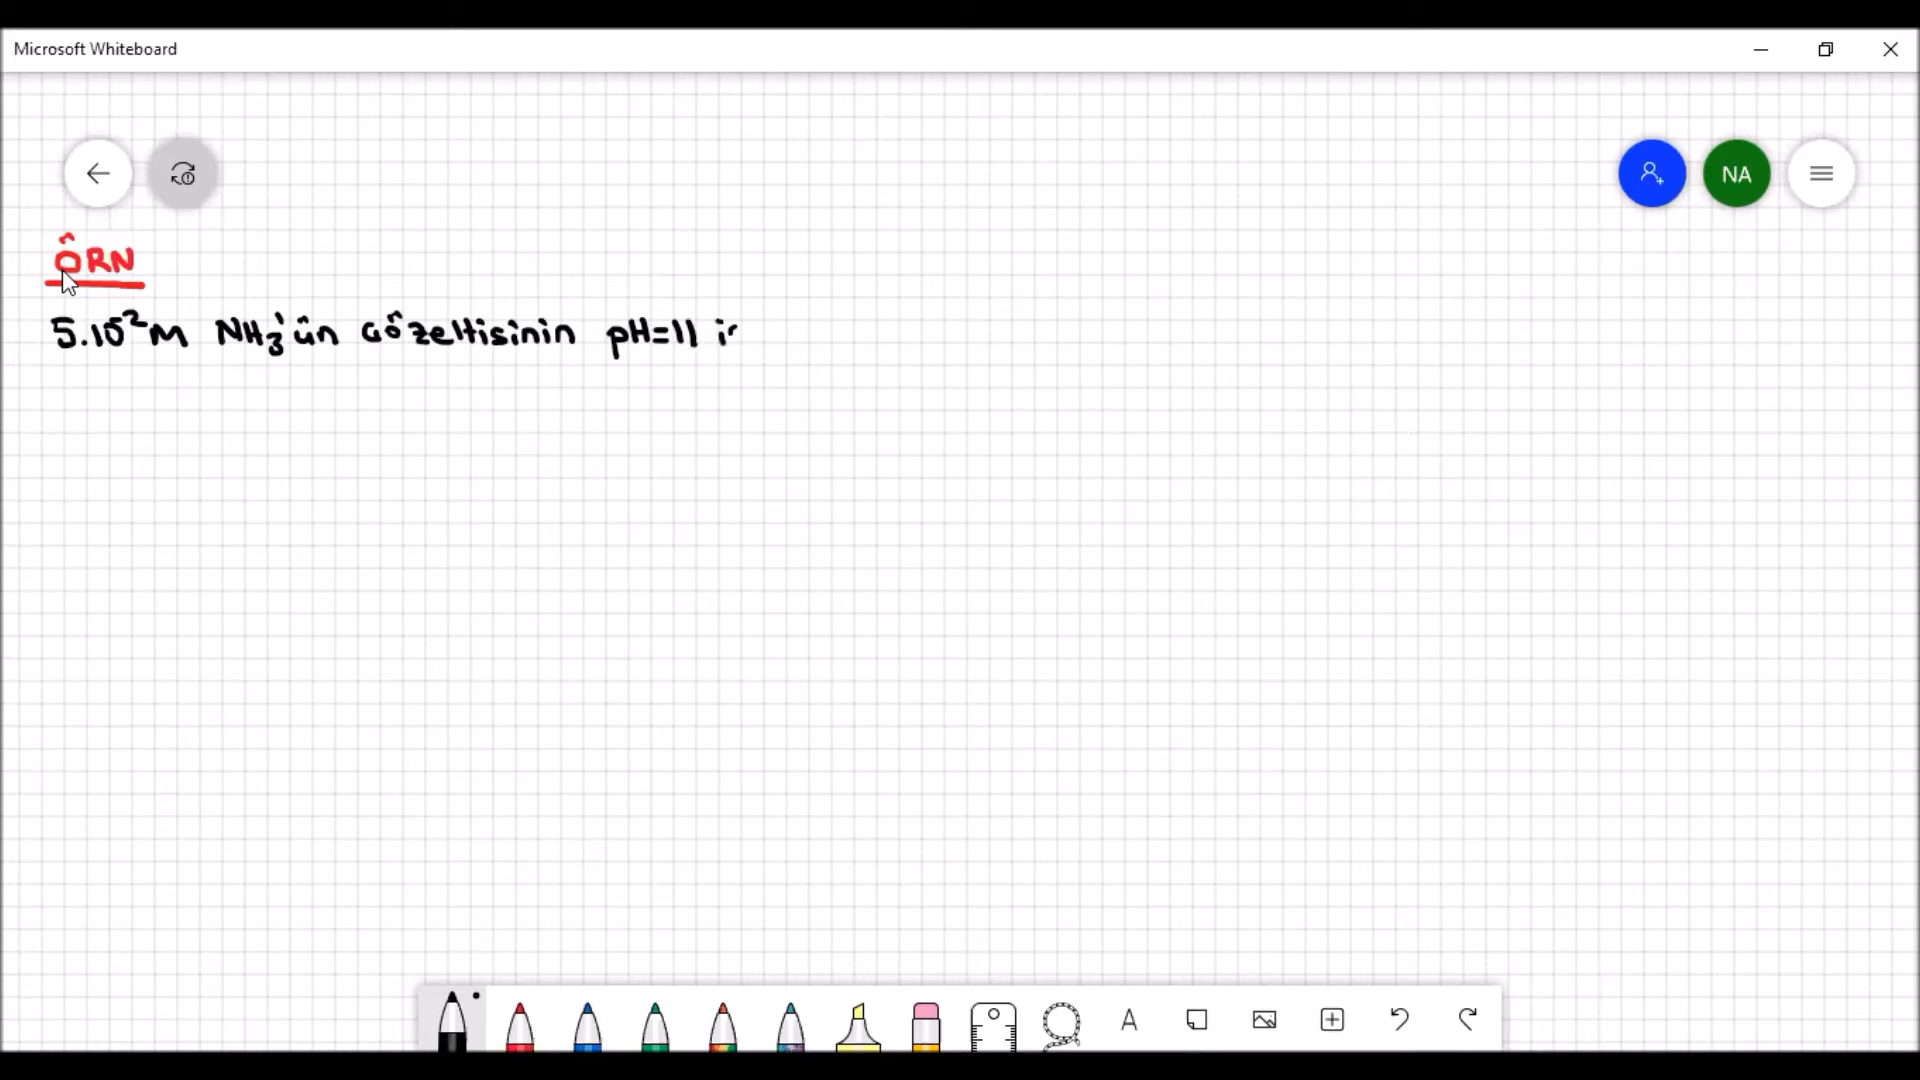 Microsoft Whiteboard
NA
ÖRN
5.10⁻²M NH₃'ün çözeltisinin pH=11 i
A